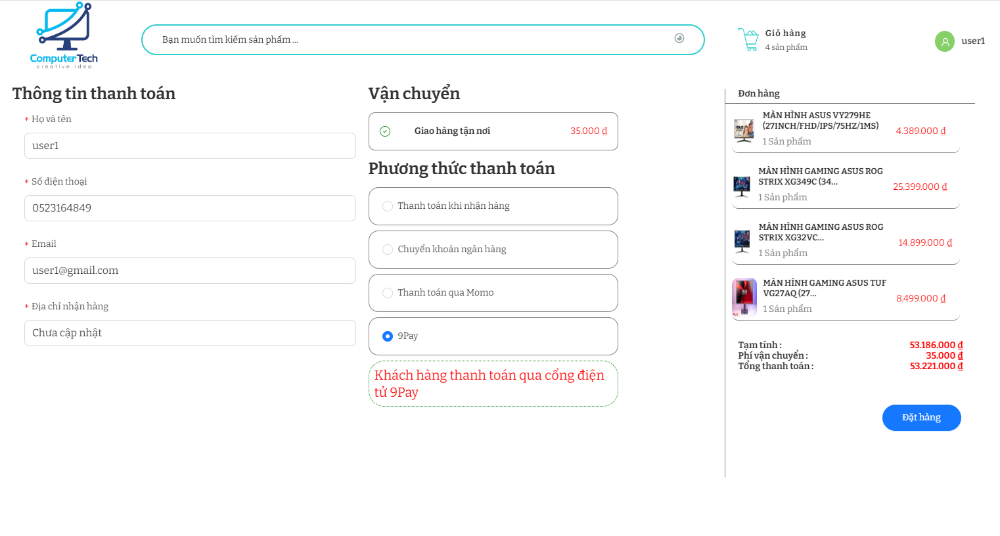 ComputerTech
creative idea
Bạn muốn tìm kiếm sản phẩm ...
Giỏ hàng
4 sản phẩm
user1
Thông tin thanh toán
* Họ và tên
user1
* Số điện thoại
0523164849
* Email
user1@gmail.com
* Địa chỉ nhận hàng
Chưa cập nhật
Vận chuyển
Giao hàng tận nơi 35.000 ₫
Phương thức thanh toán
Thanh toán khi nhận hàng
Chuyển khoản ngân hàng
Thanh toán qua Momo
9Pay
Khách hàng thanh toán qua cổng điện
tử 9Pay
Đơn hàng
MÀN HÌNH ASUS VY279HE
(27INCH/FHD/IPS/75HZ/1MS)
1 Sản phẩm
4.389.000 ₫
MÀN HÌNH GAMING ASUS ROG
STRIX XG349C (34...
1 Sản phẩm
25.399.000 ₫
MÀN HÌNH GAMING ASUS ROG
STRIX XG32VC...
1 Sản phẩm
14.899.000 ₫
MÀN HÌNH GAMING ASUS TUF
VG27AQ (27...
1 Sản phẩm
8.499.000 ₫
Tạm tính : 53.186.000 ₫
Phí vận chuyển : 35.000 ₫
Tổng thanh toán : 53.221.000 ₫
Đặt hàng